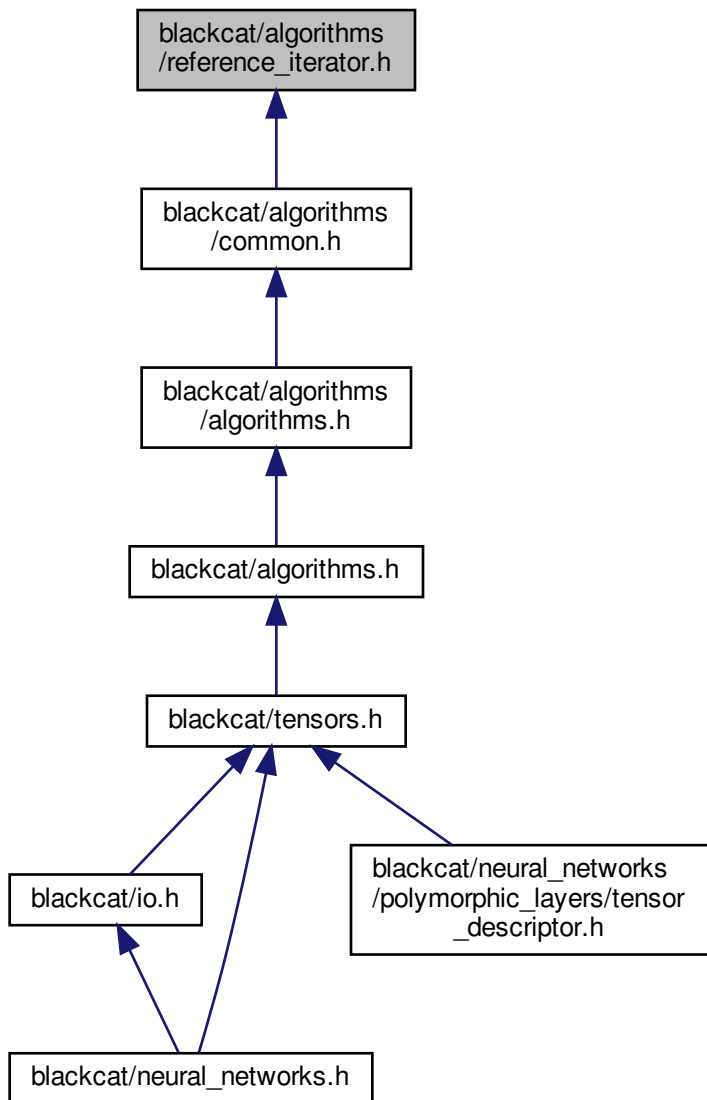 blackcat/algorithms
/reference_iterator.h
blackcat/algorithms
/common.h
blackcat/algorithms
/algorithms.h
blackcat/algorithms.h
blackcat/tensors.h
blackcat/io.h
blackcat/neural_networks
/polymorphic_layers/tensor
_descriptor.h
blackcat/neural_networks.h